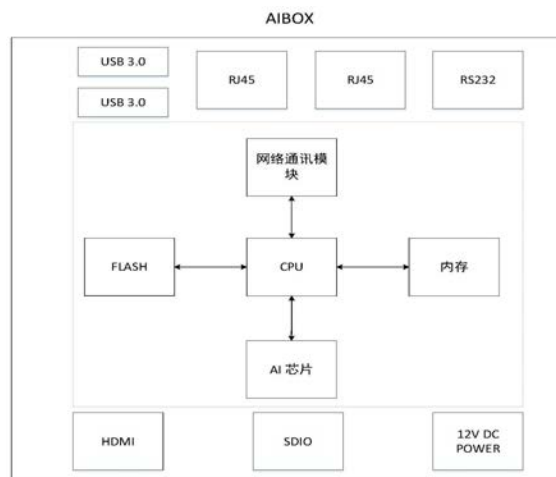 AIBOX
USB 3.0
USB 3.0
RJ45
RJ45
RS232
网络通讯模
块
FLASH
CPU
内存
AI 芯片
HDMI
SDIO
12V DC
POWER